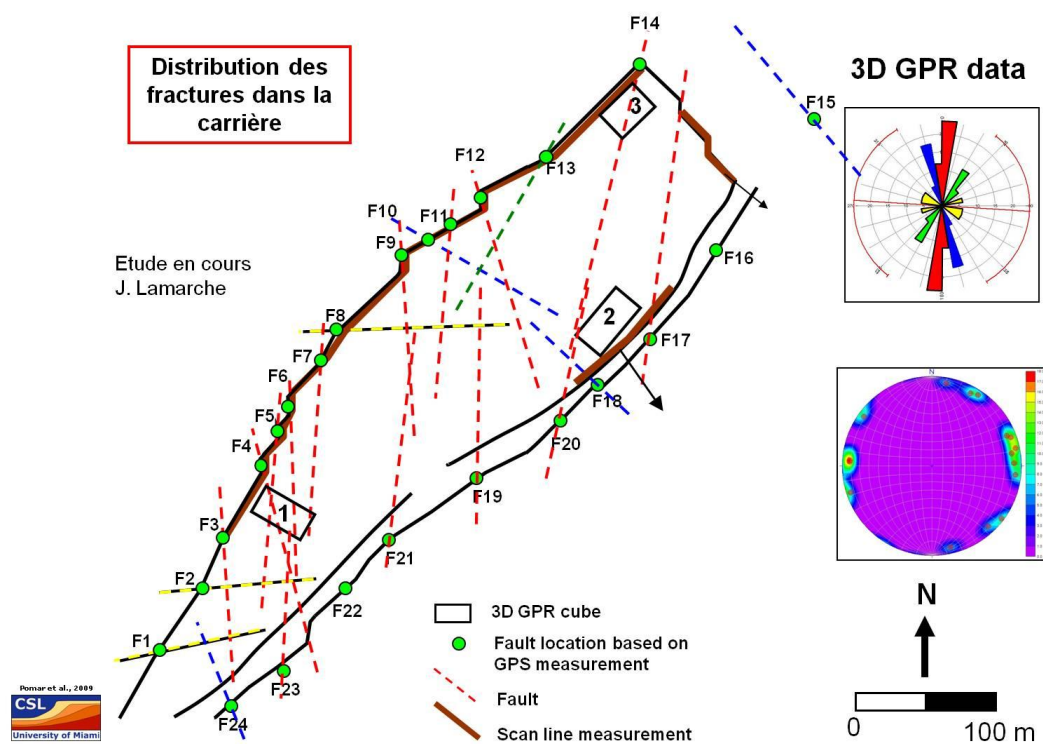 F14
Distribution des
fractures dans la
carrière
3D GPR data
F15
3
F12
F13
F10
F11
F9
F16
Etude en cours
J. Lamarche
F8
2
F7
F17
F6
F5
F18
F4
F20
N
F19
1
F3
F21
F2
F22
N
3D GPR cube
F1
Fault location based on
GPS measurement
F23
Fault
Pomar et al., 2009
CSL
University of Miami
F24
Scan line measurement
0
100 m